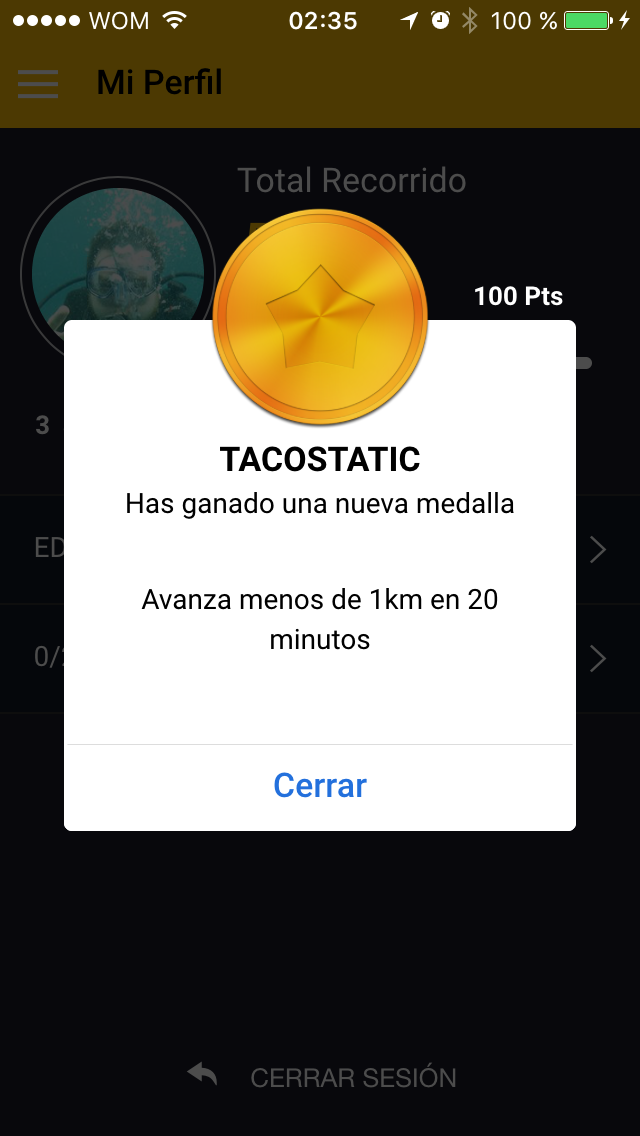 WOM 02:35 100 %
Mi Perfil
Total Recorrido
100 Pts
3
TACOSTATIC
Has ganado una nueva medalla
ED
Avanza menos de 1km en 20
minutos
0/
Cerrar
CERRAR SESIÓN